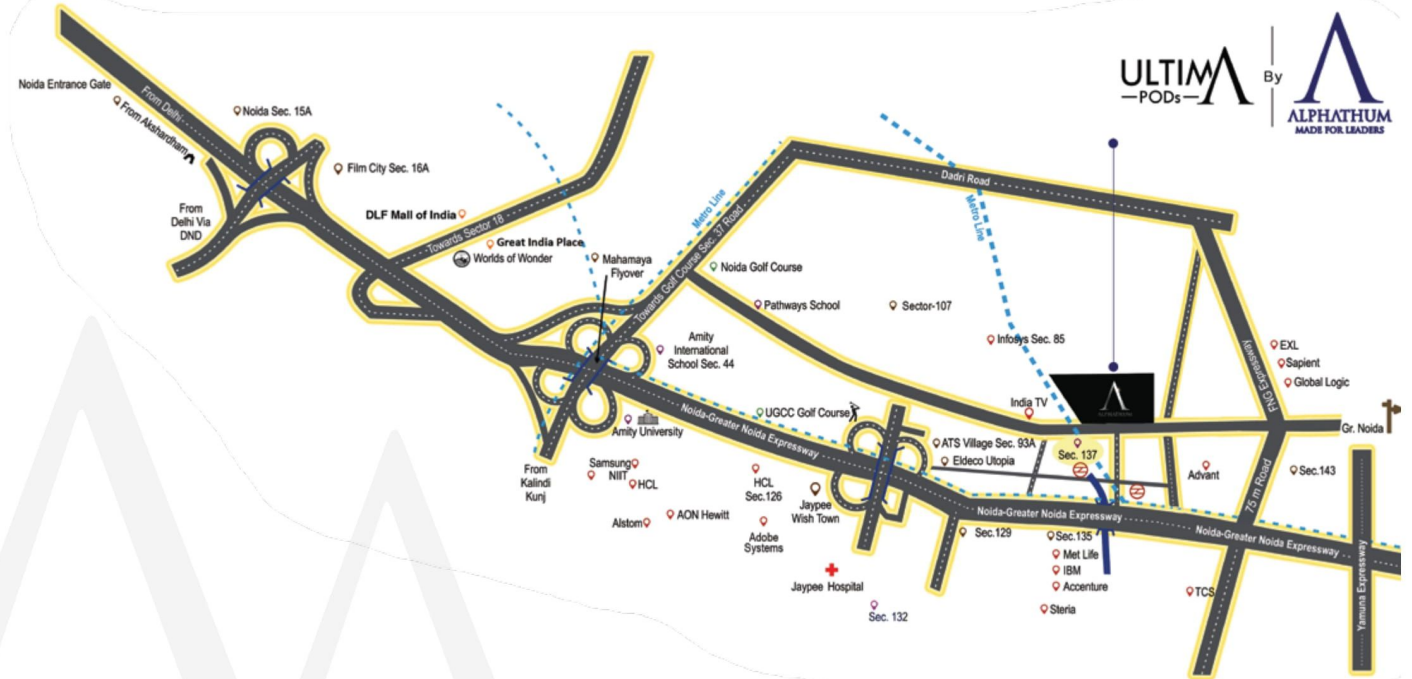 ULTIMΛ
—PODs—
By
ALPHATHUM
MADE FOR LEADERS
Noida Entrance Gate
From Delhi
From Akshardham
Noida Sec. 15A
Film City Sec. 16A
From
Delhi Via
DND
DLF Mall of India
Towards Sector 18
Great India Place
Worlds of Wonder
Mahamaya
Flyover
Metro Line
Towards Golf Course Sec. 37 Road
Dadri Road
Metro Line
Noida Golf Course
Pathways School
Sector-107
Infosys Sec. 85
Amity
International
School Sec. 44
FNG Expressway
EXL
Sapient
Global Logic
India TV
ALPHATHUM
Gr. Noida
UGCC Golf Course
Noida-Greater Noida Expressway
Amity University
ATS Village Sec. 93A
Eldeco Utopia
Sec. 137
Advant
75 m Road
Sec.143
From
Kalindi
Kunj
Samsung
NIIT
HCL
HCL
Sec.126
Jaypee
Wish Town
Alstom
AON Hewitt
Adobe
Systems
Noida-Greater Noida Expressway
Noida-Greater Noida Expressway
Sec.129
Sec.135
Met Life
IBM
Accenture
Steria
Jaypee Hospital
Sec. 132
TCS
Yamuna Expressway